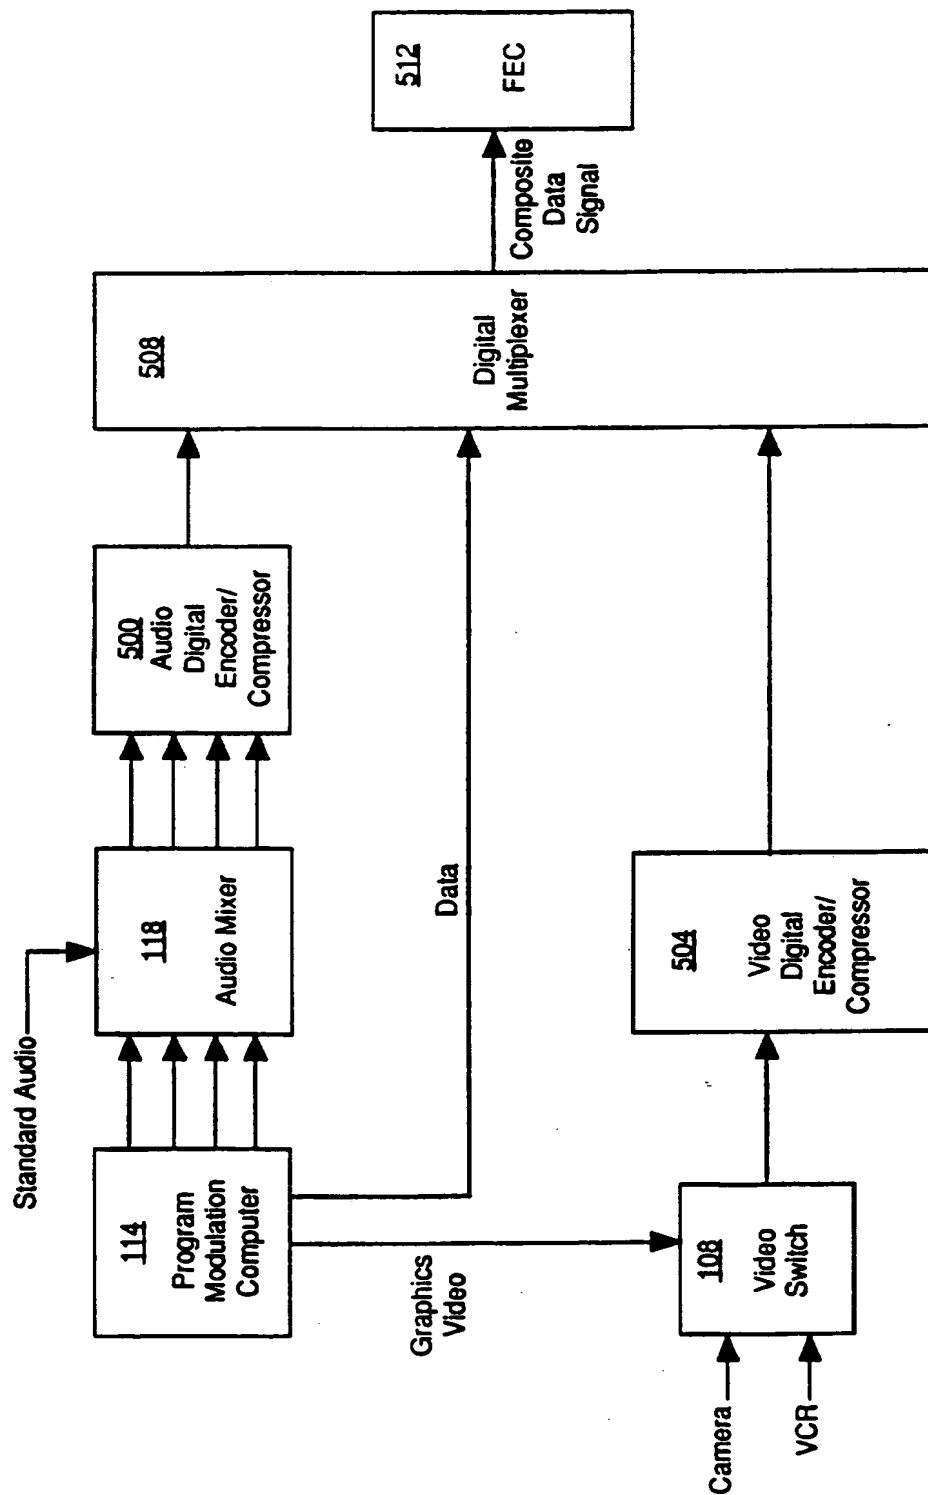 Standard Audio
114
Program
Modulation
Computer
118
Audio Mixer
500
Audio
Digital
Encoder/
Compressor
508
Digital
Multiplexer
Composite
Data
Signal
512
FEC
Data
Graphics
Video
Camera
VCR
108
Video
Switch
504
Video
Digital
Encoder/
Compressor